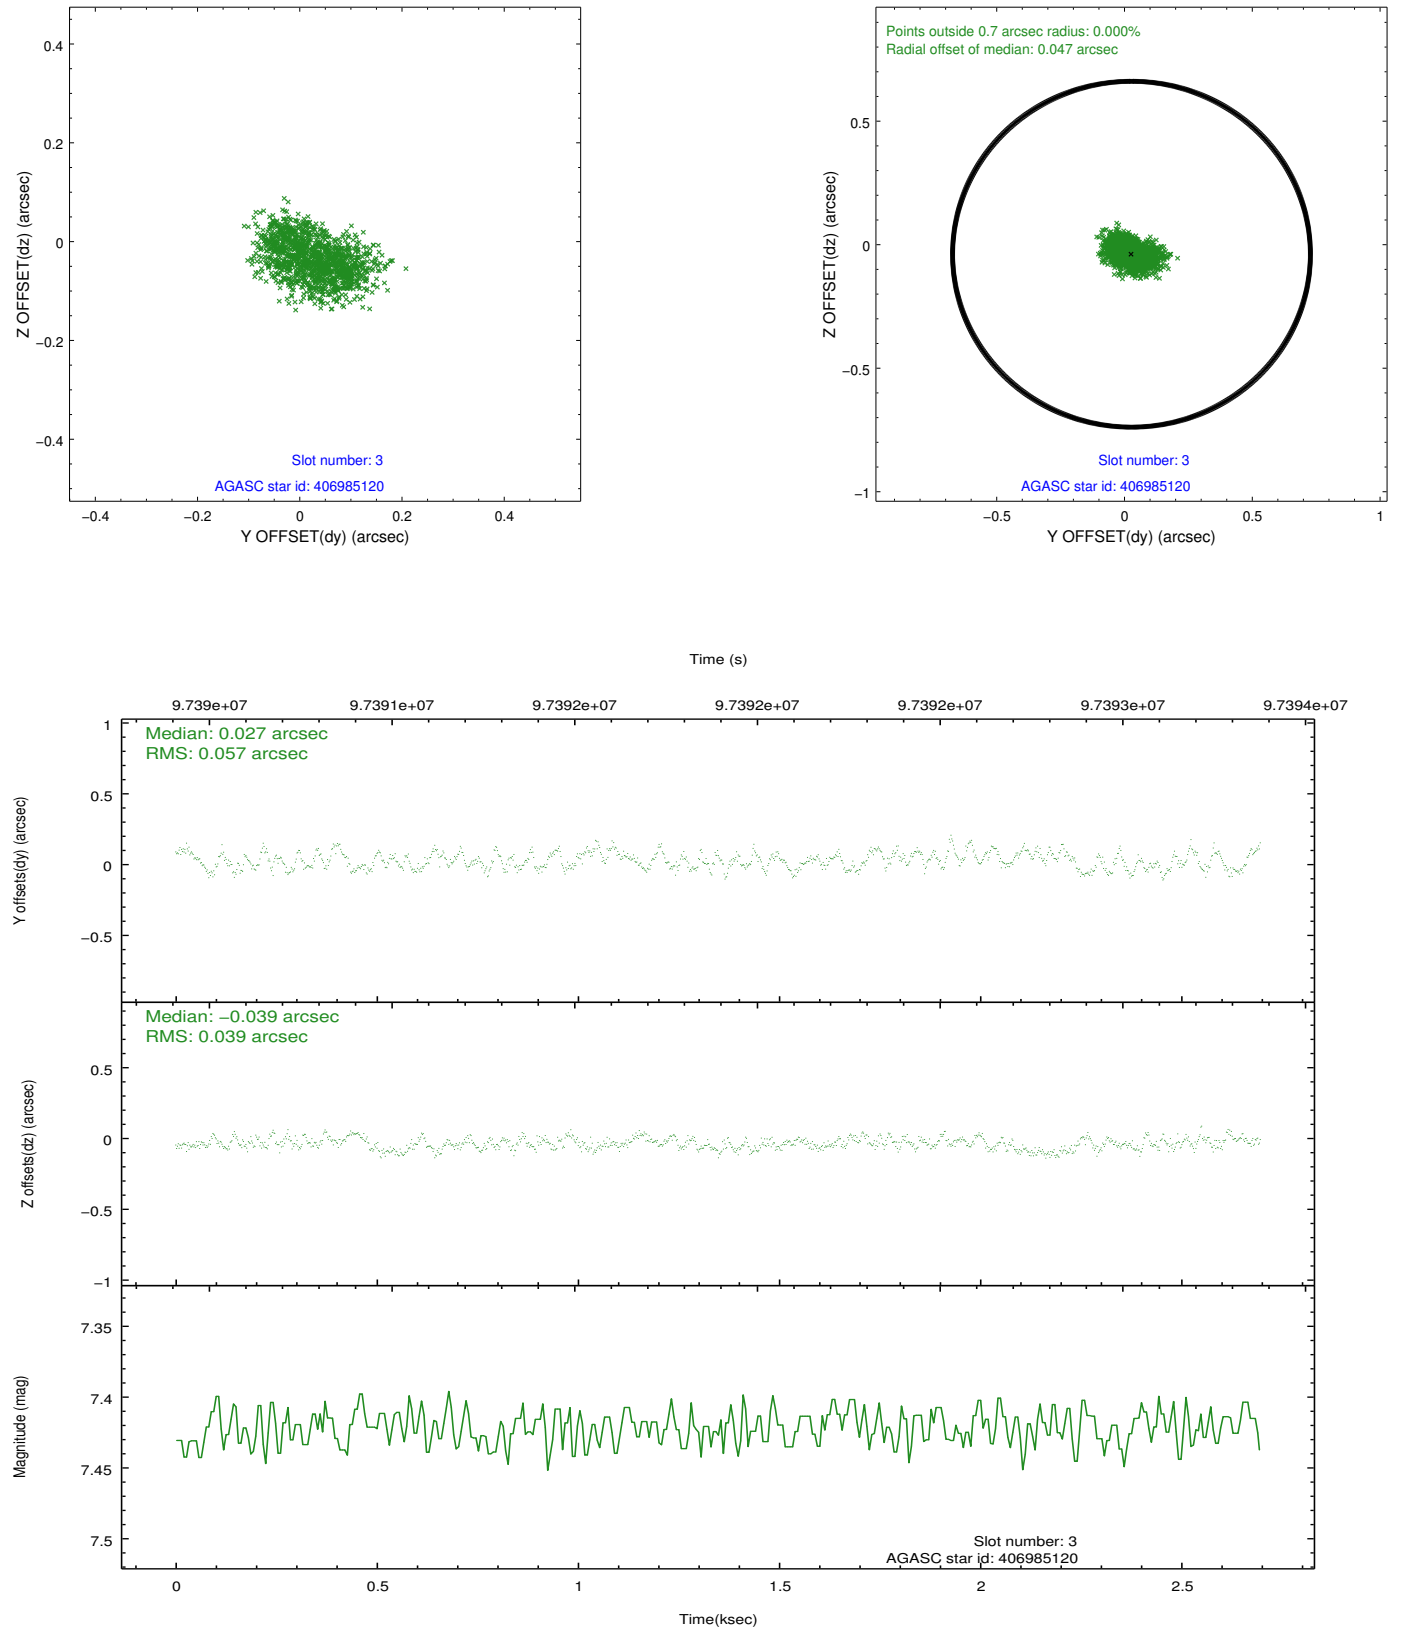 0.4
0.2
0
−0.2
−0.4
Z OFFSET(dz) (arcsec)
Slot number: 3
AGASC star id: 406985120
−0.4 −0.2 0 0.2 0.4
Y OFFSET(dy) (arcsec)
Points outside 0.7 arcsec radius: 0.000%
Radial offset of median: 0.047 arcsec
0.5
0
−0.5
−1
Z OFFSET(dz) (arcsec)
Slot number: 3
AGASC star id: 406985120
−0.5 0 0.5 1
Y OFFSET(dy) (arcsec)
Time (s)
9.739e+07 9.7391e+07 9.7392e+07 9.7392e+07 9.7392e+07 9.7393e+07 9.7394e+07
Median: 0.027 arcsec
RMS: 0.057 arcsec
1
0.5
0
−0.5
Y offsets(dy) (arcsec)
Median: −0.039 arcsec
RMS: 0.039 arcsec
0.5
0
−0.5
−1
Z offsets(dz) (arcsec)
7.35
7.4
7.45
7.5
Magnitude (mag)
Slot number: 3
AGASC star id: 406985120
0 0.5 1 1.5 2 2.5
Time(ksec)